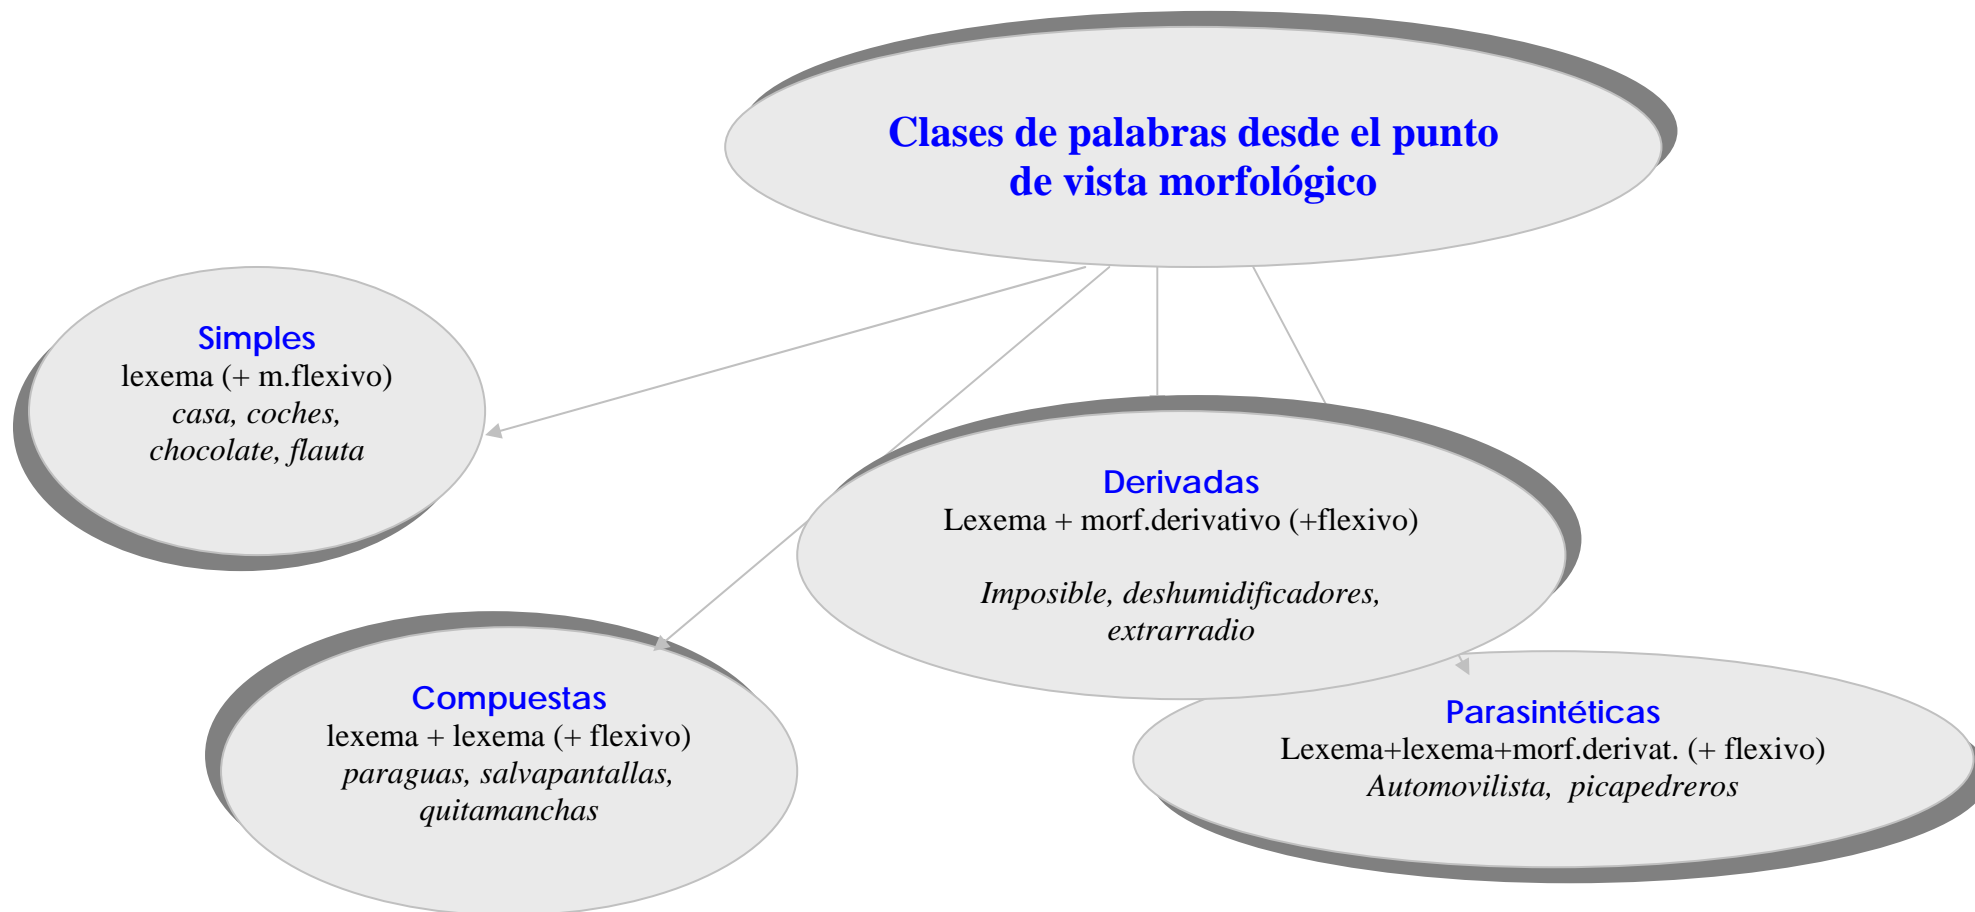 Clases de palabras desde el punto
de vista morfológico
Simples
lexema (+ m.flexivo)
casa, coches,
chocolate, flauta
Derivadas
Lexema + morf.derivativo (+flexivo)
Imposible, deshumidificadores,
extrarradio
Compuestas
lexema + lexema (+ flexivo)
paraguas, salvapantallas,
quitamanchas
Parasintéticas
Lexema+lexema+morf.derivat. (+ flexivo)
Automovilista, picapedreros